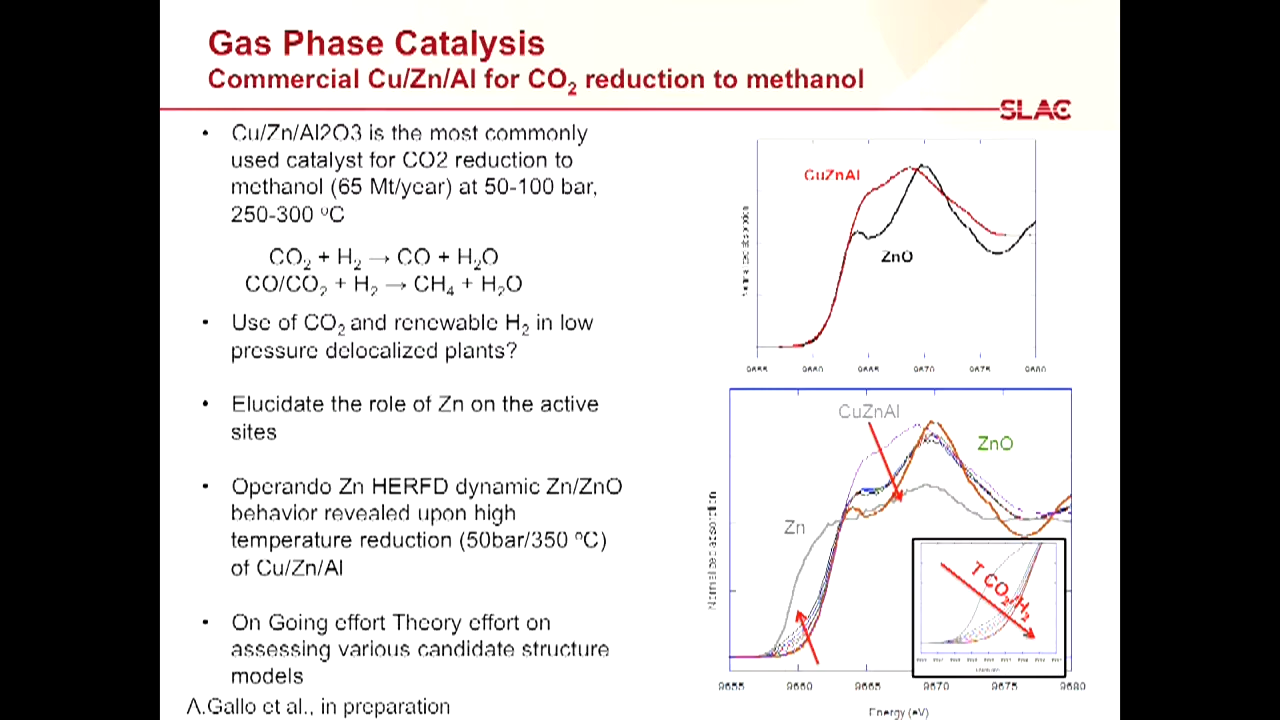 Gas Phase Catalysis
Commercial Cu/Zn/Al for CO₂ reduction to methanol
SLAC
• Cu/Zn/Al2O3 is the most commonly
used catalyst for CO2 reduction to
methanol (65 Mt/year) at 50-100 bar,
250-300 ºC
CO₂ + H₂ → CO + H₂O
CO/CO₂ + H₂ → CH₄ + H₂O
• Use of CO₂ and renewable H₂ in low
pressure delocalized plants?
• Elucidate the role of Zn on the active
sites
• Operando Zn HERFD dynamic Zn/ZnO
behavior revealed upon high
temperature reduction (50bar/350 ºC)
of Cu/Zn/Al
• On Going effort Theory effort on
assessing various candidate structure
models
A.Gallo et al., in preparation
CuZnAl
ZnO
Normalized absorption
9655 9660 9665 9670 9675 9680
CuZnAl
ZnO
Zn
T CO₂/H₂
Normalized absorption
9655 9660 9665 9670 9675 9680
Energy (eV)